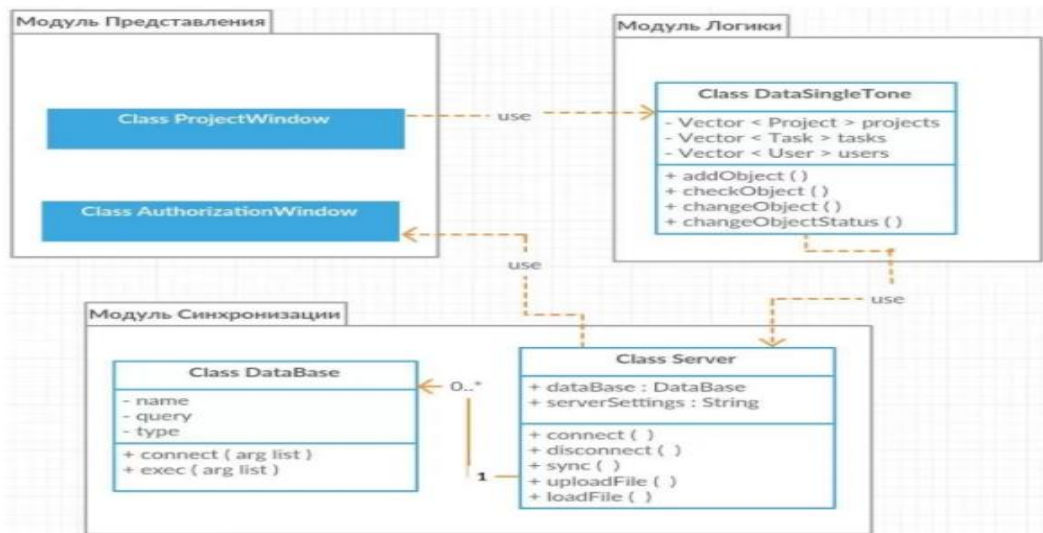 Модуль Представления
Class ProjectWindow
Class AuthorizationWindow
use
Модуль Логики
Class DataSingleTone
- Vector < Project > projects
- Vector < Task > tasks
- Vector < User > users
+ addObject ( )
+ checkObject ( )
+ changeObject ( )
+ changeObjectStatus ( )
use
use
Модуль Синхронизации
Class DataBase
- name
- query
- type
+ connect ( arg list )
+ exec ( arg list )
0..*
1
Class Server
+ dataBase : DataBase
+ serverSettings : String
+ connect ( )
+ disconnect ( )
+ sync ( )
+ uploadFile ( )
+ loadFile ( )